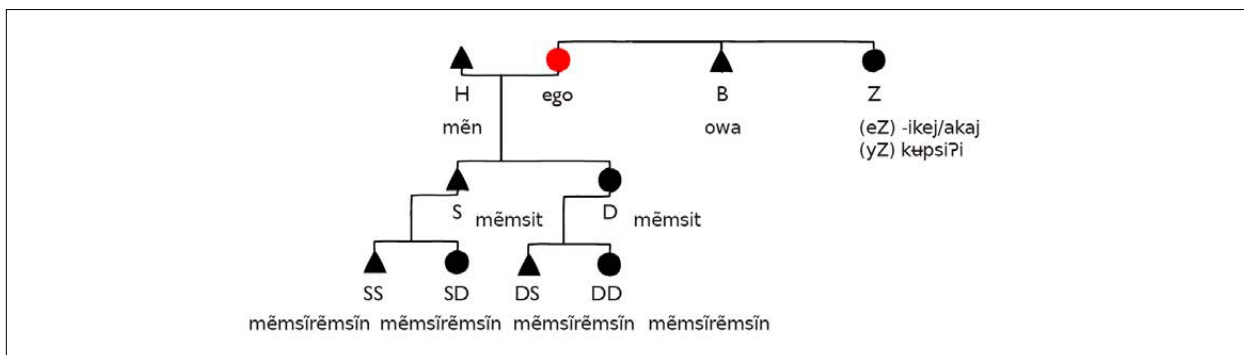 H ego B Z
mẽn owa (eZ) -ikej/akaj
(yZ) kʉpsiʔi
S mẽmsit D mẽmsit
SS SD DS DD
mẽmsĩrẽmsĩn mẽmsĩrẽmsĩn mẽmsĩrẽmsĩn mẽmsĩrẽmsĩn